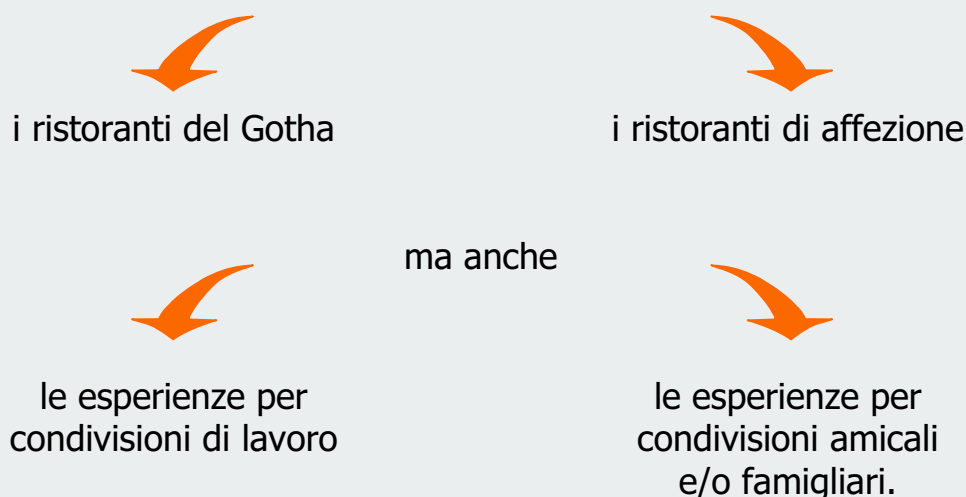 i ristoranti del Gotha
i ristoranti di affezione
ma anche
le esperienze per
condivisioni di lavoro
le esperienze per
condivisioni amicali
e/o famigliari.